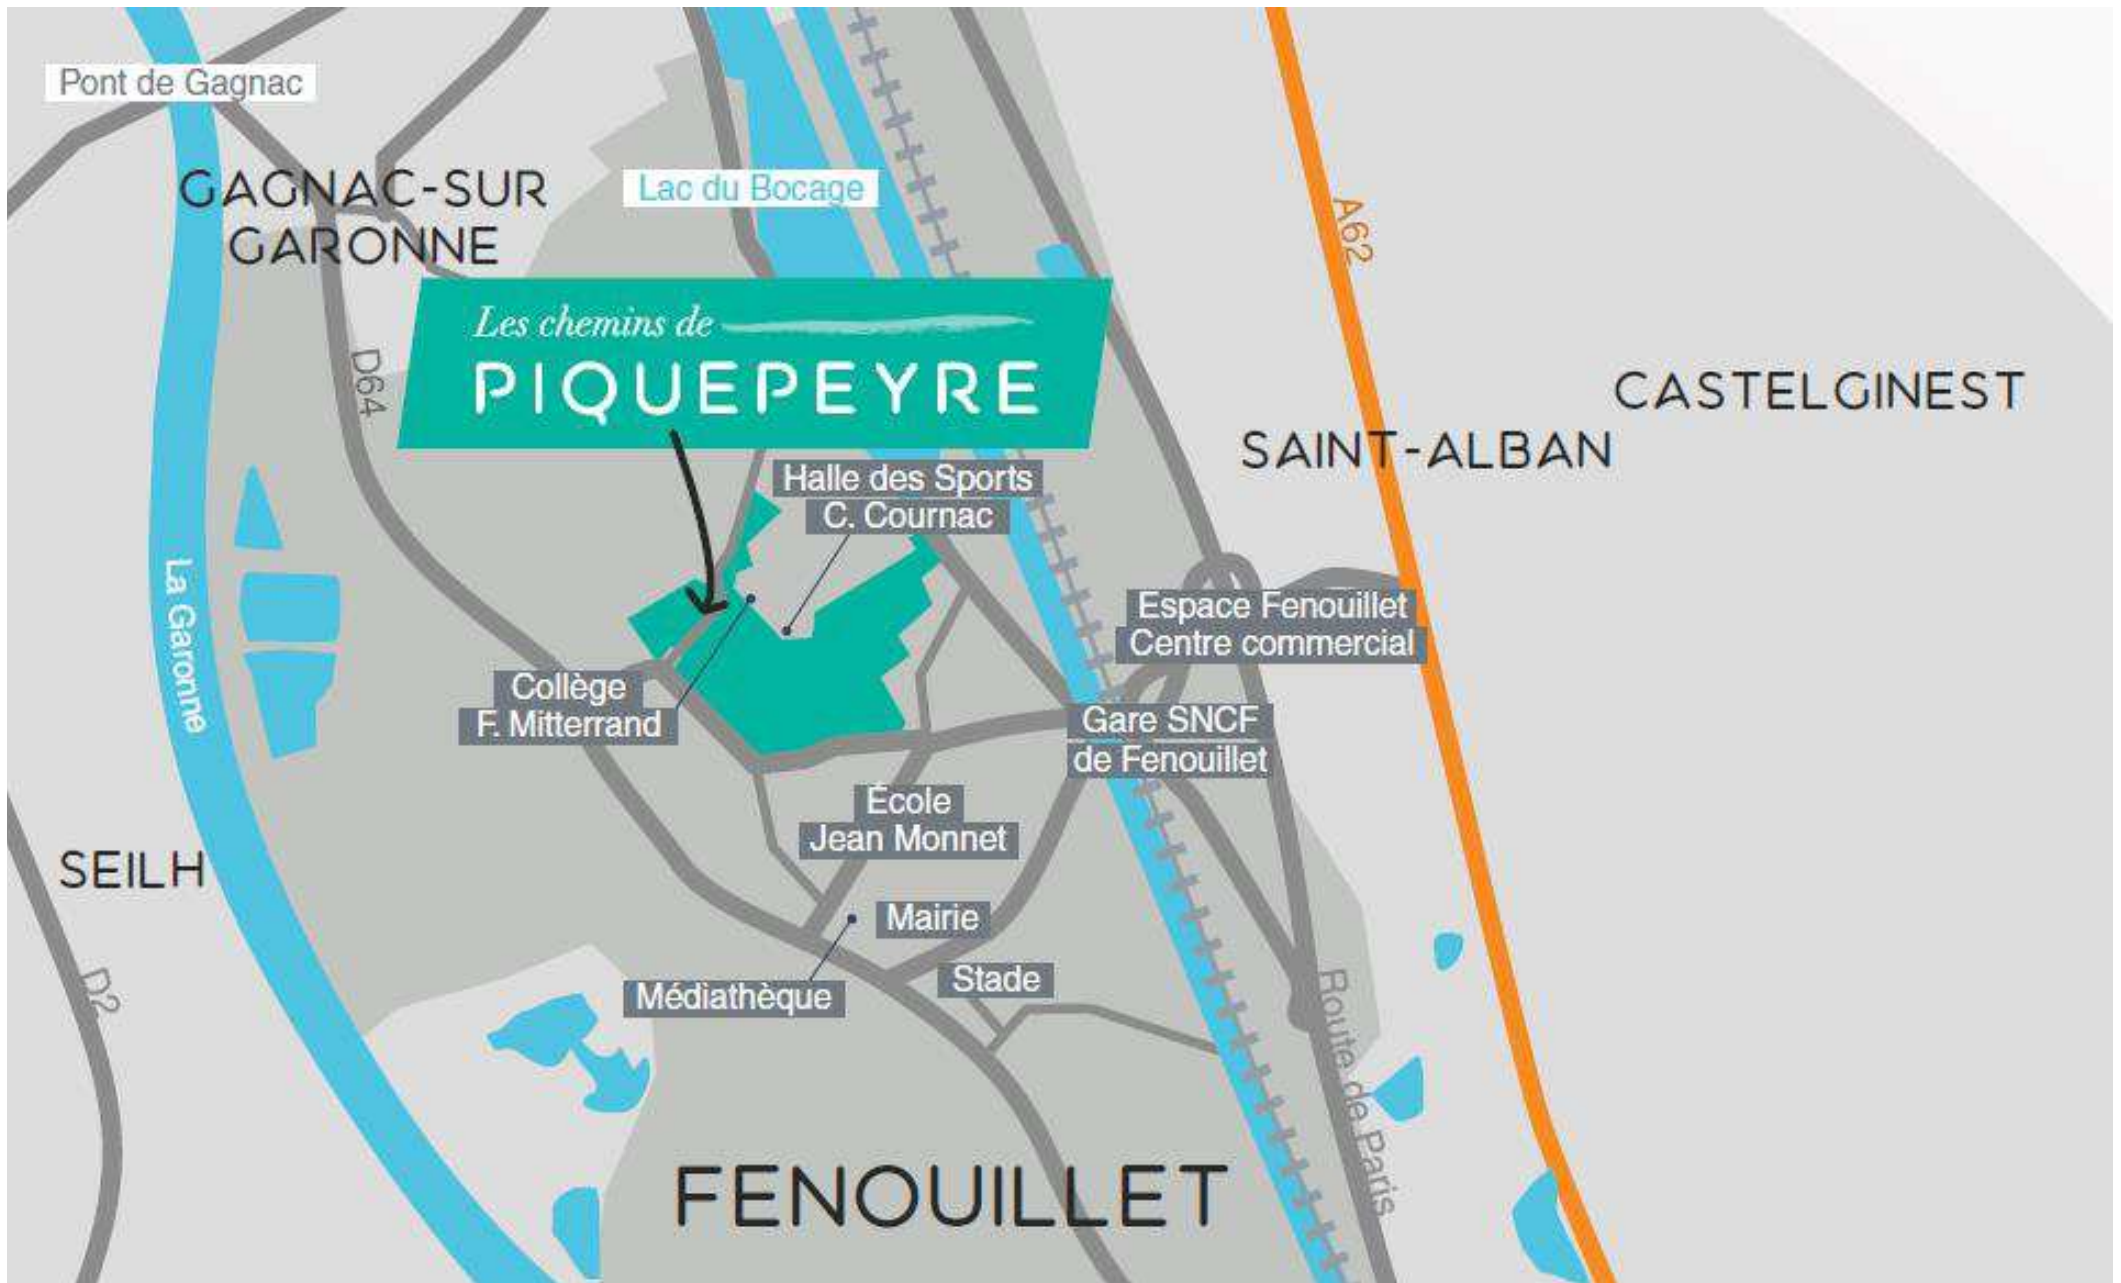 Pont de Gagnac
GAGNAC-SUR
GARONNE
Lac du Bocage
A62
Les chemins de
PIQUEPEYRE
D64
CASTELGINEST
SAINT-ALBAN
Halle des Sports
C. Cournac
La Garonne
Espace Fenouillet
Centre commercial
Collège
F. Mitterrand
Gare SNCF
de Fenouillet
École
Jean Monnet
SEILH
Mairie
D2
Médiathèque
Stade
Route de Paris
FENOUILLET